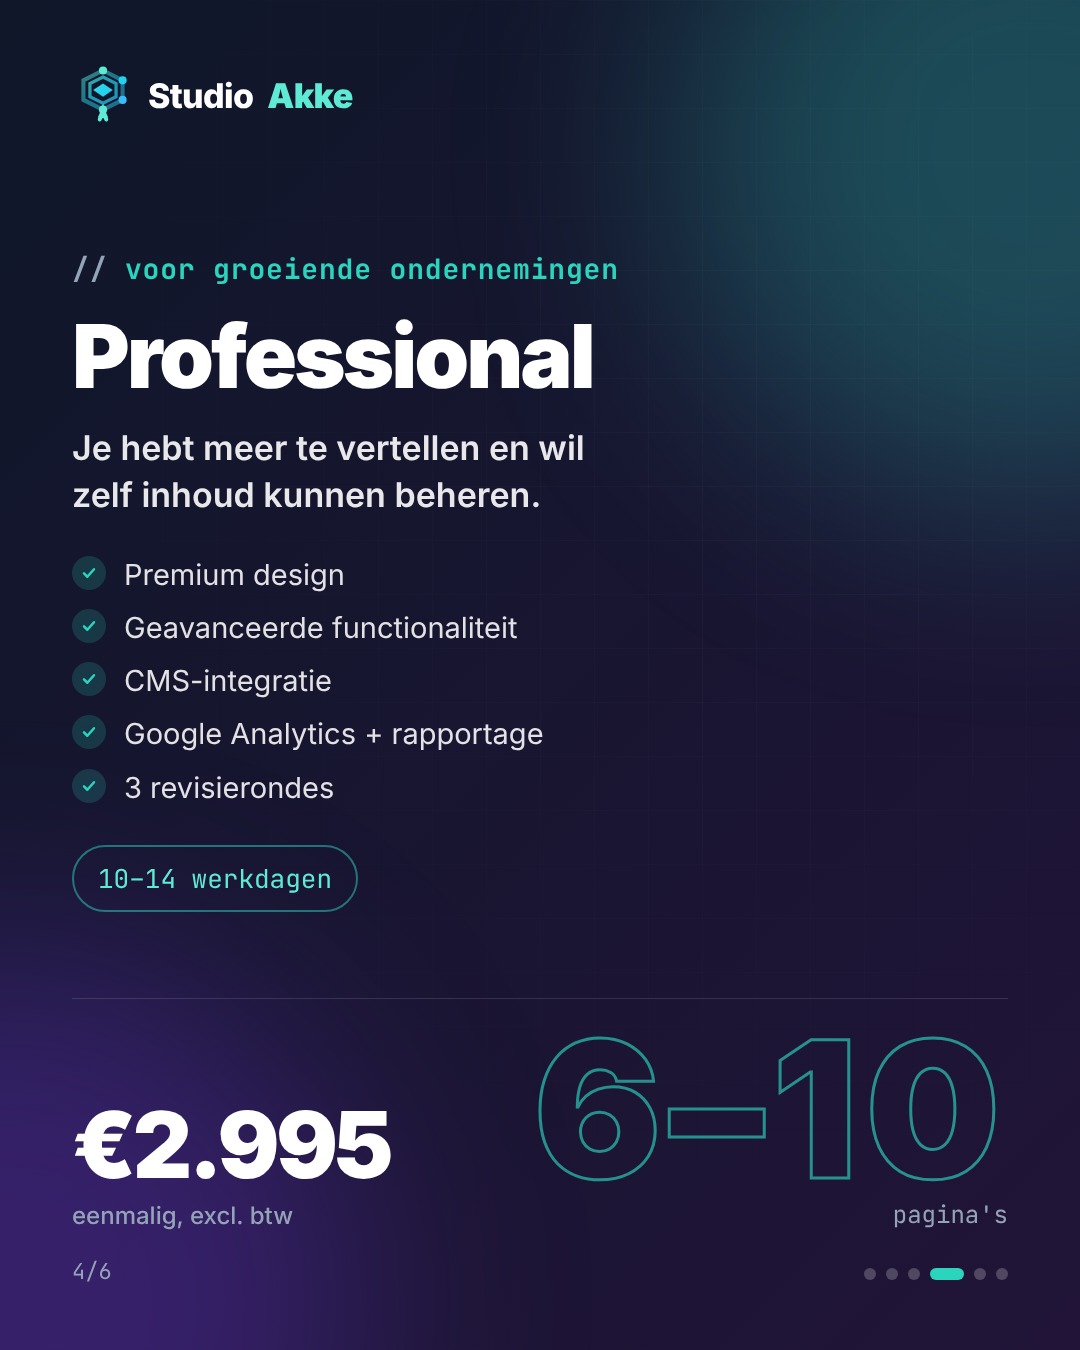 Studio Akke
// voor groeiende ondernemingen
Professional
Je hebt meer te vertellen en wil
zelf inhoud kunnen beheren.
Premium design
Geavanceerde functionaliteit
CMS-integratie
Google Analytics + rapportage
3 revisierondes
10–14 werkdagen
€2.995
eenmalig, excl. btw
6–10
pagina's
4/6